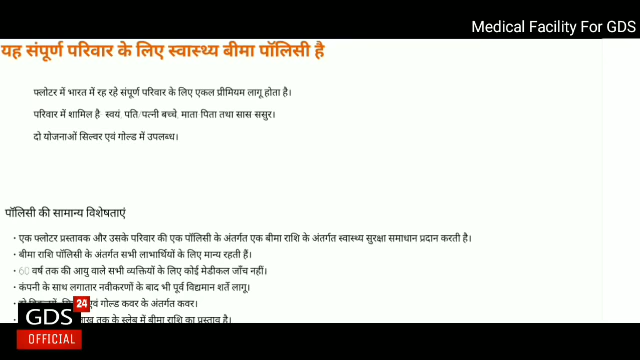 Medical Facility For GDS
यह संपूर्ण परिवार के लिए स्वास्थ्य बीमा पॉलिसी है
फ्लोटर में भारत में रह रहे संपूर्ण परिवार के लिए एकल प्रीमियम लागू होता है।
परिवार में शामिल है स्वयं, पति/पत्नी बच्चे, माता पिता तथा सास ससुर।
दो योजनाओं सिल्वर एवं गोल्ड में उपलब्ध।
पॉलिसी की सामान्य विशेषताएं
• एक फ्लोटर प्रस्तावक और उसके परिवार की एक पॉलिसी के अंतर्गत एक बीमा राशि के अंतर्गत स्वास्थ्य सुरक्षा समाधान प्रदान करती है।
• बीमा राशि पॉलिसी के अंतर्गत सभी लाभार्थियों के लिए मान्य रहती हैं।
• 60 वर्ष तक की आयु वाले सभी व्यक्तियों के लिए कोई मेडीकल जाँच नहीं।
• कंपनी के साथ लगातार नवीकरणों के बाद भी पूर्व विद्यमान शर्तें लागू।
एवं गोल्ड कवर के अंतर्गत कवर।
तक के स्लेब में बीमा राशि का प्रस्ताव है।
24
GDS
OFFICIAL